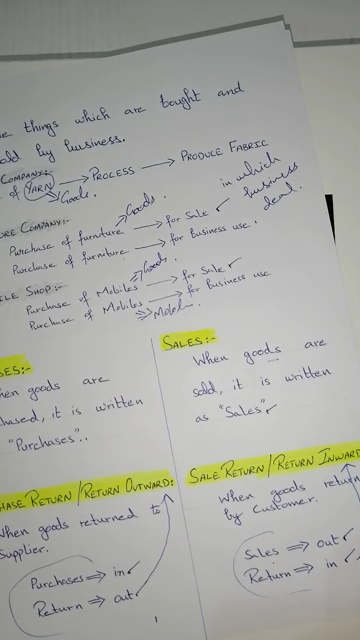 things which are bought and
sold by business.
COMPANY:-
of YARN → PROCESS → PRODUCE FABRIC
Goods.
Goods.
in which
business
deal.
COMPANY:-
Purchase of furniture → for Sale ✓
Purchase of furniture → for Business use.
Goods.
SHOP:-
Purchase of Mobiles → for Sale ✓
Purchase of Mobiles → for Business use
SALES:-
When goods are
sold, it is written
as "Sales" ✓
goods are
it is written
"Purchases".
RETURN/RETURN OUTWARD:-
When goods returned to
Supplier.
Purchases ⇒ in ✓
Return ⇒ out ✓
SALE RETURN/RETURN INWARD
When goods return
by Customer.
Sales ⇒ out ✓
Return ⇒ in ✓